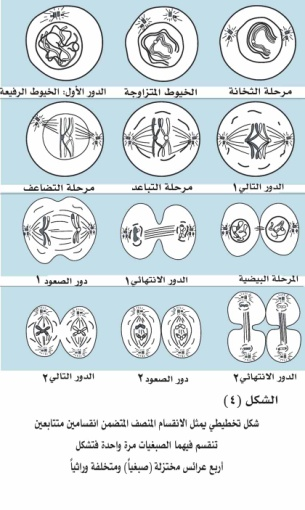 مرحلة الثخانة
الخيوط المتزاوجة
الدور الأول: الخيوط الرفيعة
الدور التالي ١
مرحلة التباعد
مرحلة التضاعف
المرحلة البيضية
الدور الانتهائي ١
دور الصعود ١
الدور الانتهائي ٢
دور الصعود ٢
الدور التالي ٢
الشكل (٤)
شكل تخطيطي يمثل الانقسام المنصف المتضمن انقسامين متتابعين
تنقسم فيهما الصبغيات مرة واحدة فتشكل
أربع عرائس مختزلة (صبغياً) ومتخلفة وراثياً